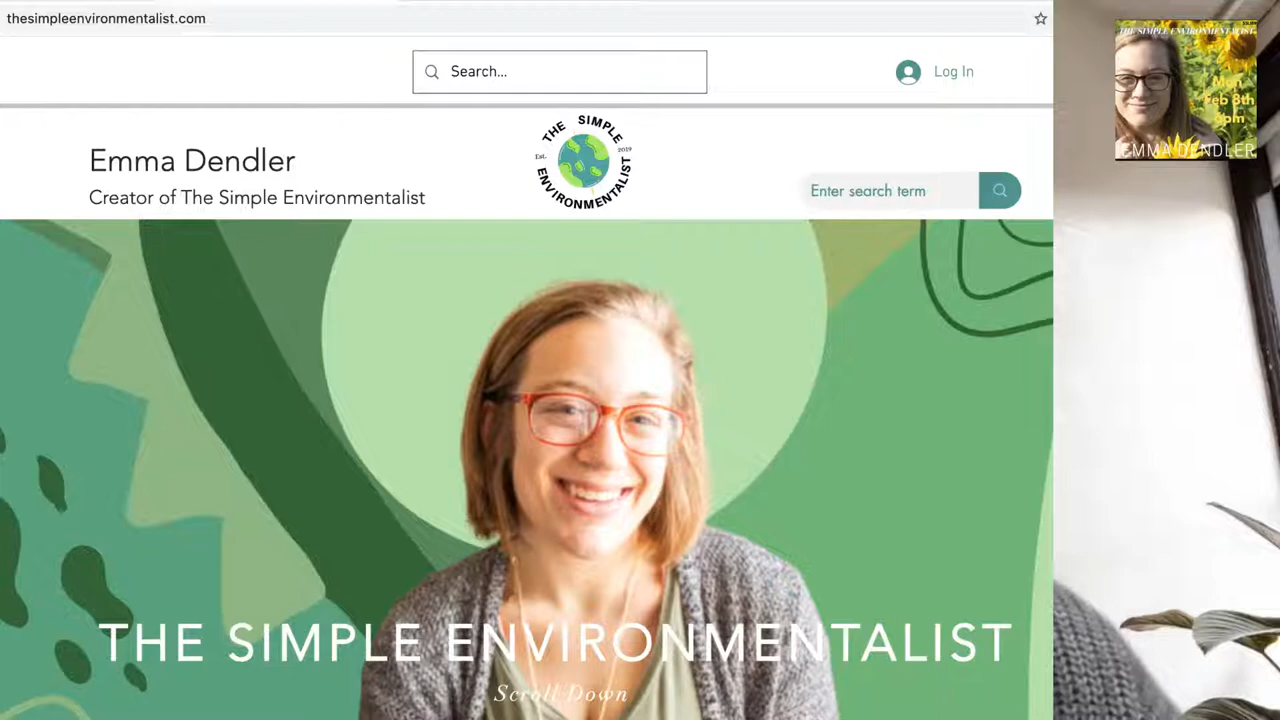 thesimpleenvironmentalist.com
Search...
Log In
Emma Dendler
Creator of The Simple Environmentalist
THE SIMPLE ENVIRONMENTALIST
Est. 2019
Enter search term
THE SIMPLE ENVIRONMENTALIST
Scroll Down
THE SIMPLE ENVIRONMENTALIST
Mon
Feb 8th
6pm
EMMA DENDLER